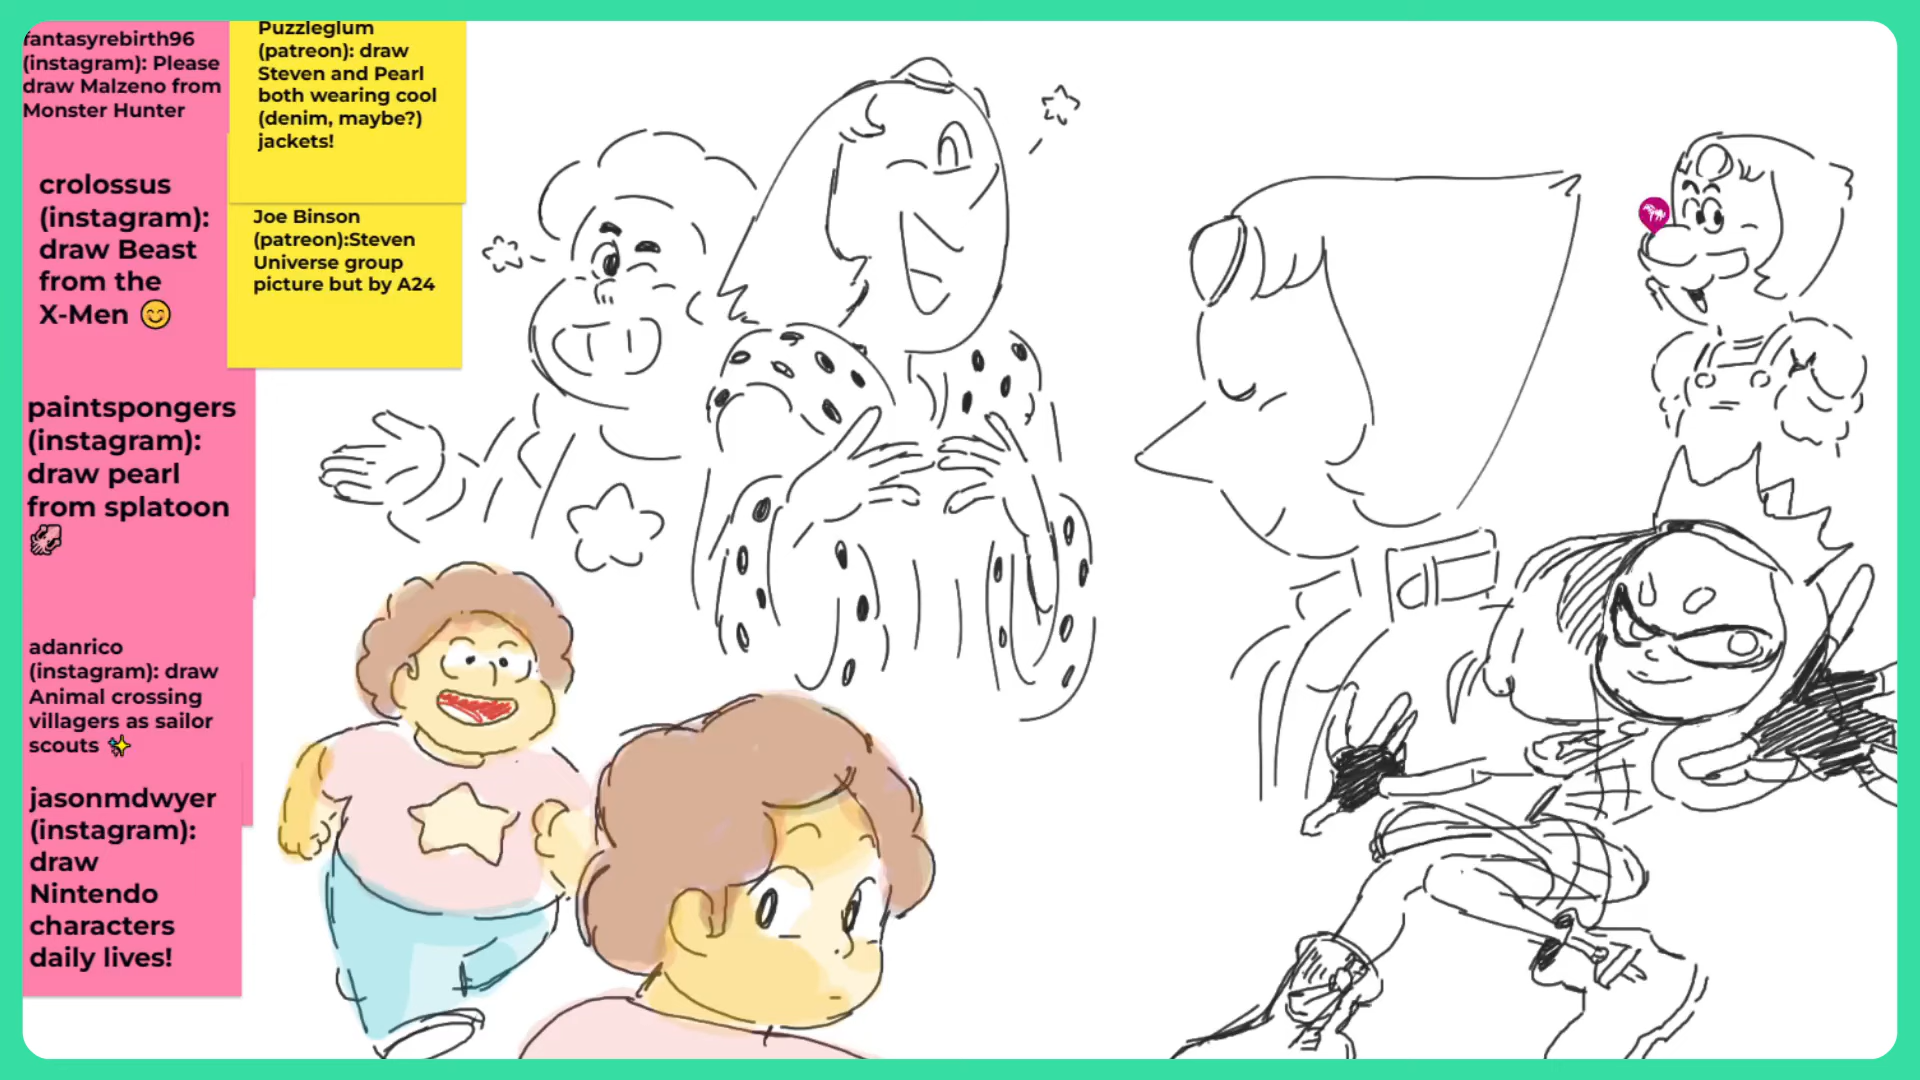 fantasyrebirth96
(instagram): Please
draw Malzeno from
Monster Hunter
crolossus
(instagram):
draw Beast
from the
X-Men 😊
paintspongers
(instagram):
draw pearl
from splatoon
🦑
adanrico
(instagram): draw
Animal crossing
villagers as sailor
scouts ✨
jasonmdwyer
(instagram):
draw
Nintendo
characters
daily lives!
Puzzleglum
(patreon): draw
Steven and Pearl
both wearing cool
(denim, maybe?)
jackets!
Joe Binson
(patreon):Steven
Universe group
picture but by A24